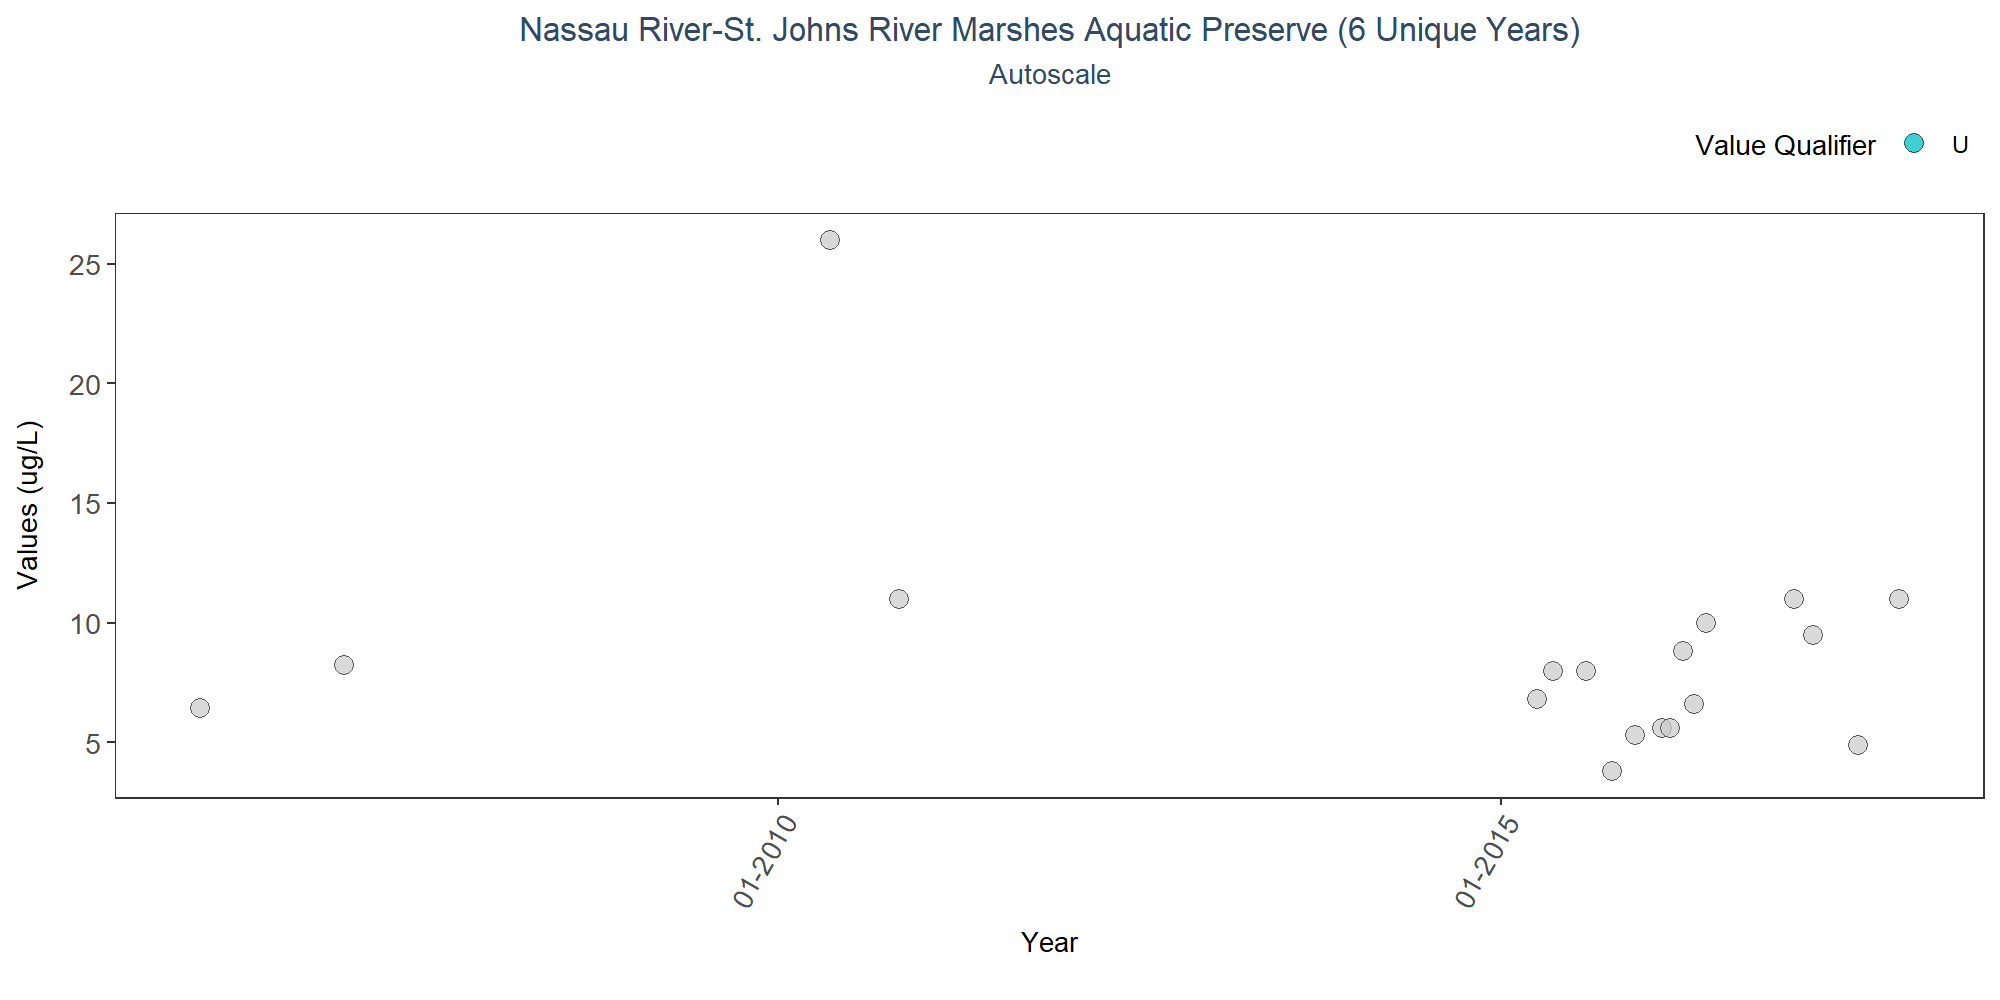 Nassau River-St. Johns River Marshes Aquatic Preserve (6 Unique Years)
Autoscale
Value Qualifier U
25
20
15
10
5
Values (ug/L)
01-2010
01-2015
Year